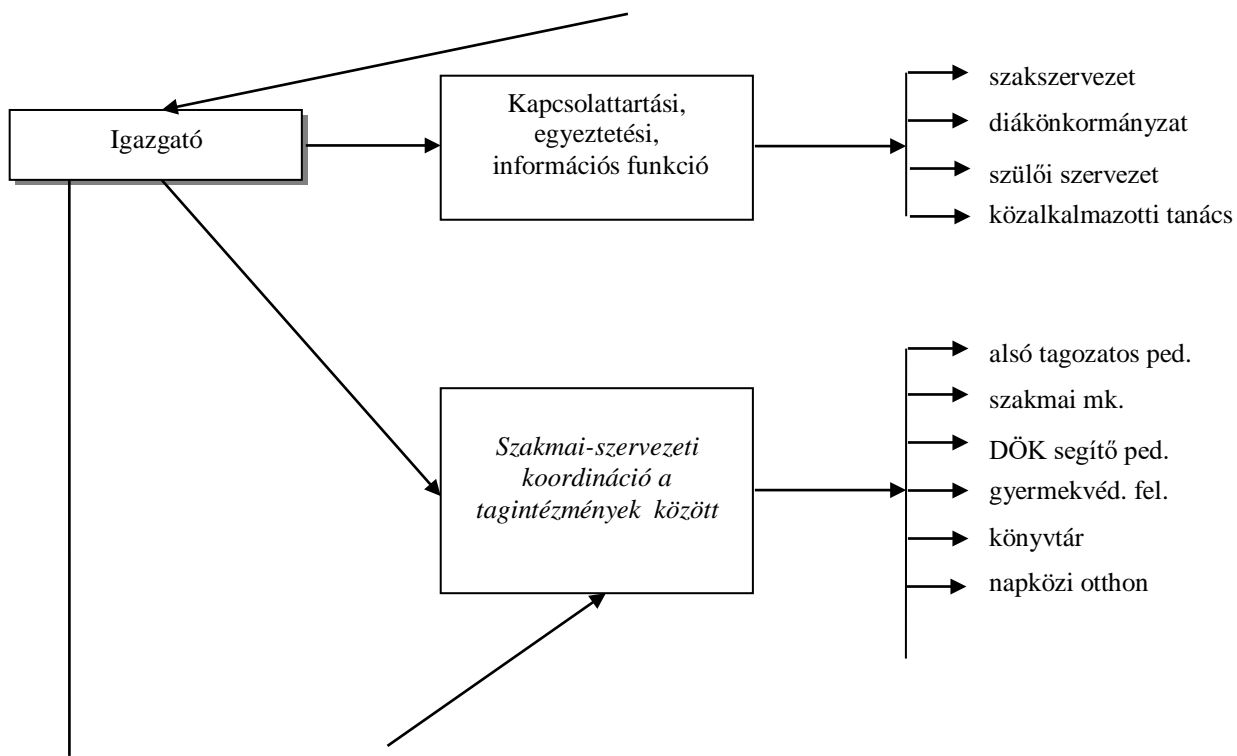 Igazgató
Kapcsolattartási,
egyeztetési,
információs funkció
szakszervezet
diákönkormányzat
szülői szervezet
közalkalmazotti tanács
Szakmai-szervezeti
koordináció a
tagintézmények között
alsó tagozatos ped.
szakmai mk.
DÖK segítő ped.
gyermekvéd. fel.
könyvtár
napközi otthon